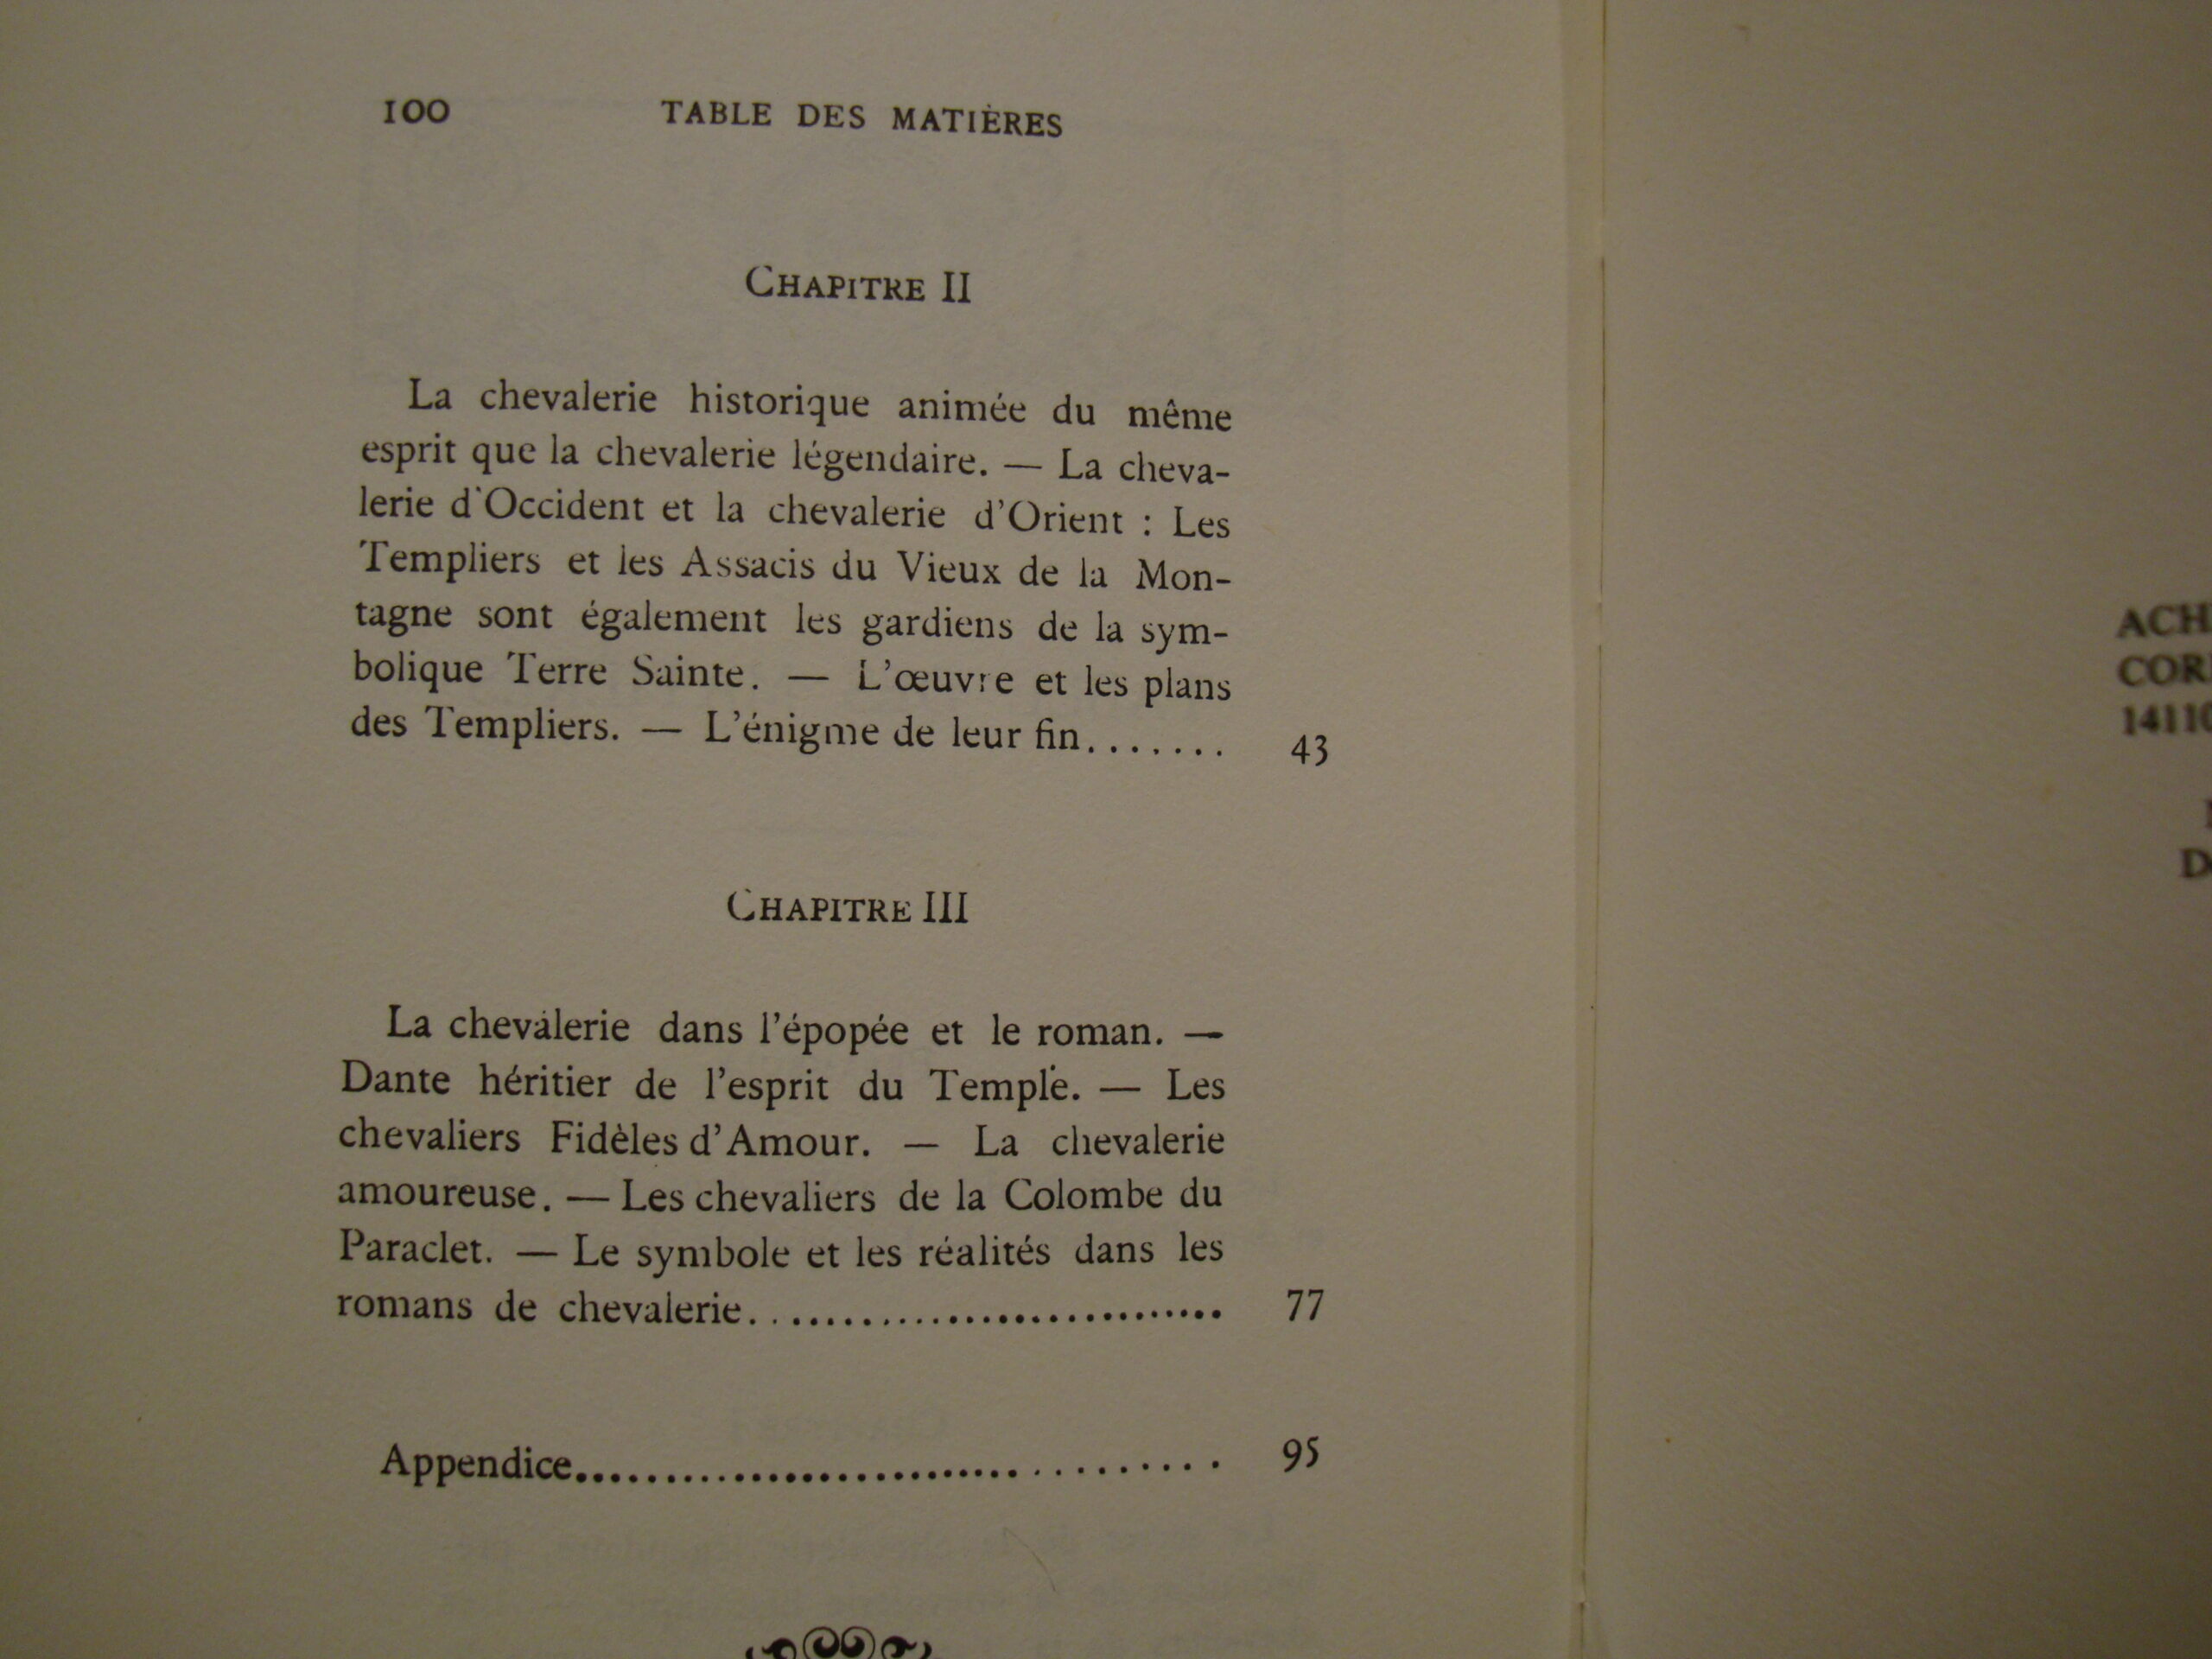 100 TABLE DES MATIÈRES
CHAPITRE II
La chevalerie historique animée du même
esprit que la chevalerie légendaire. — La cheva-
lerie d'Occident et la chevalerie d'Orient : Les
Templiers et les Assacis du Vieux de la Mon-
tagne sont également les gardiens de la sym-
bolique Terre Sainte. — L'œuvre et les plans
des Templiers. — L'énigme de leur fin....... 43
CHAPITRE III
La chevalerie dans l'épopée et le roman. —
Dante héritier de l'esprit du Temple. — Les
chevaliers Fidèles d'Amour. — La chevalerie
amoureuse. — Les chevaliers de la Colombe du
Paraclet. — Le symbole et les réalités dans les
romans de chevalerie........................... 77
Appendice..................................... 95
ACH
COR
1411
D